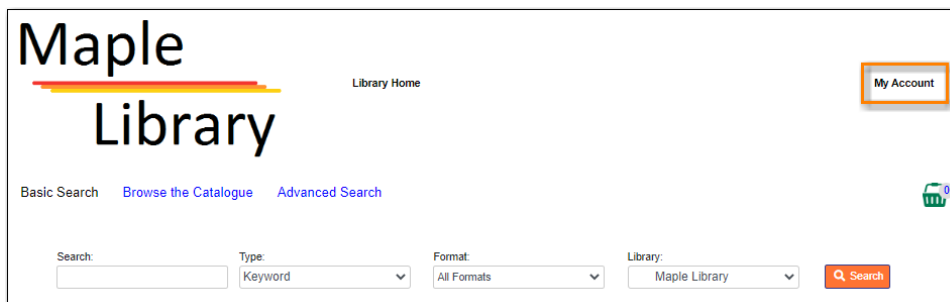 Maple
Library
Library Home
My Account
Basic Search Browse the Catalogue Advanced Search
0
Search: Type: Format: Library:
Keyword All Formats Maple Library Search